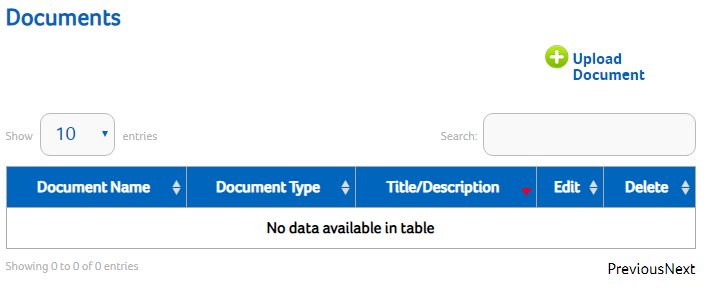 Documents
Upload
Document
Show 10 entries Search:
Document Name Document Type Title/Description Edit Delete
No data available in table
Showing 0 to 0 of 0 entries PreviousNext